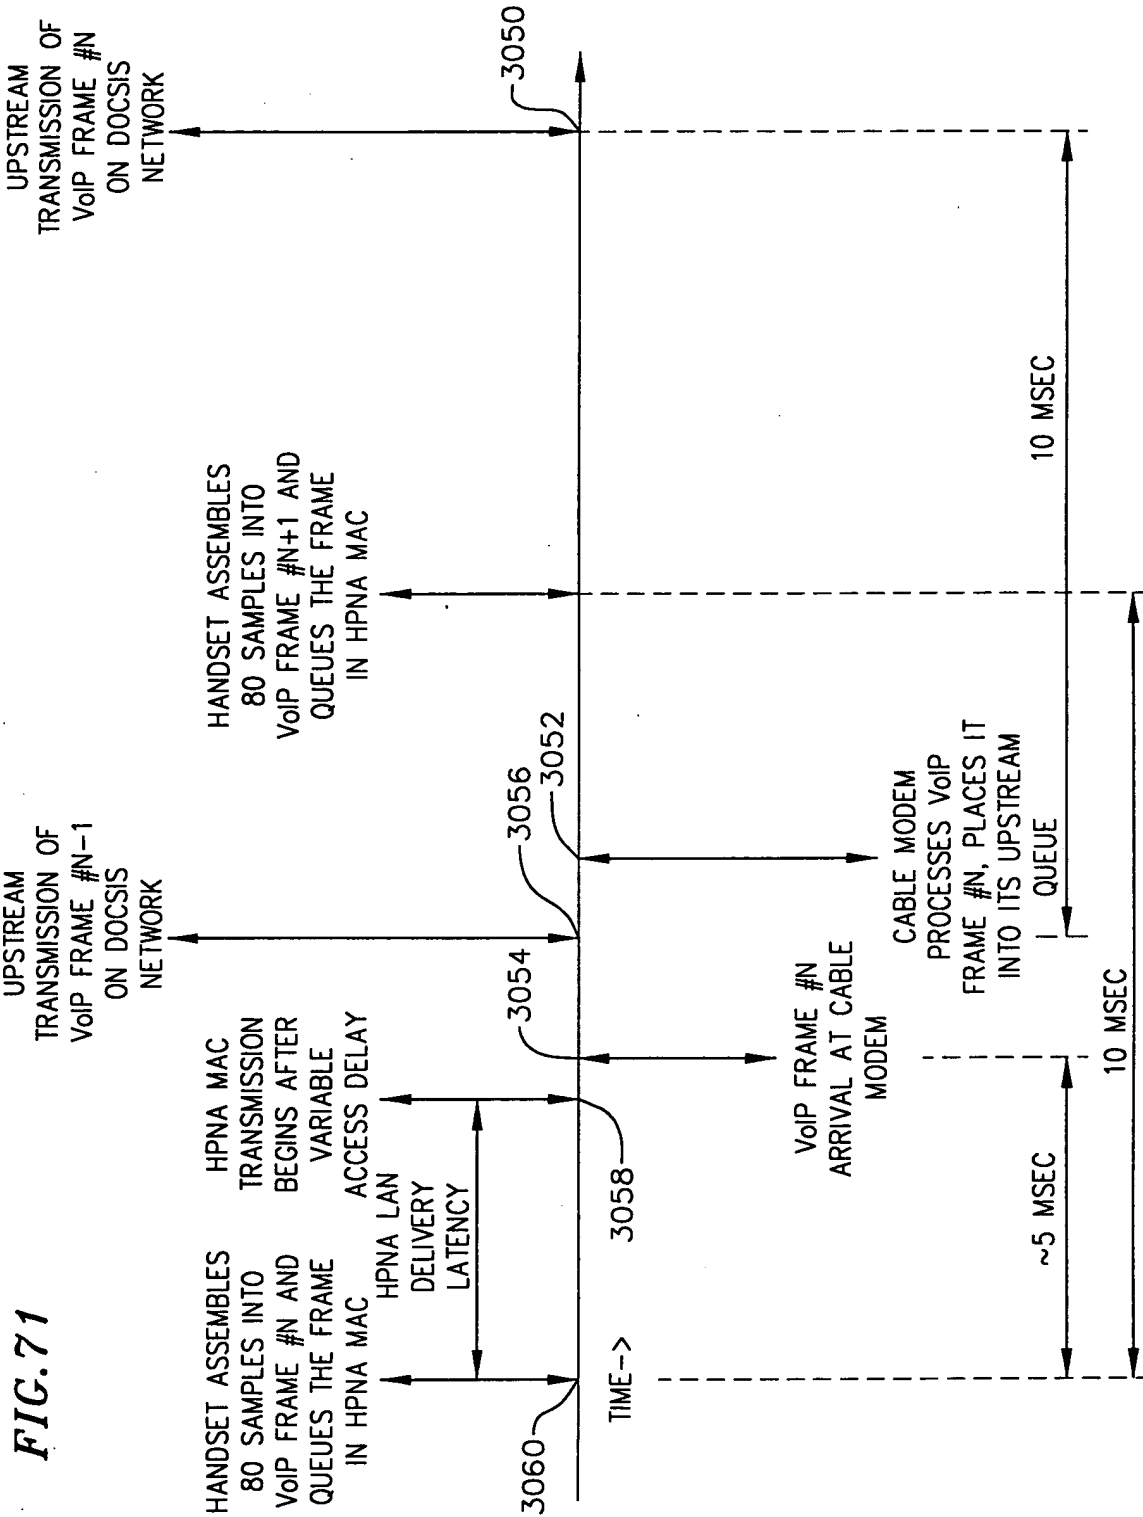 FIG.71
HANDSET ASSEMBLES
80 SAMPLES INTO
VoIP FRAME #N AND
QUEUES THE FRAME
IN HPNA MAC
HPNA LAN
DELIVERY
LATENCY
HPNA MAC
TRANSMISSION
BEGINS AFTER
VARIABLE
ACCESS DELAY
UPSTREAM
TRANSMISSION OF
VoIP FRAME #N-1
ON DOCSIS
NETWORK
HANDSET ASSEMBLES
80 SAMPLES INTO
VoIP FRAME #N+1 AND
QUEUES THE FRAME
IN HPNA MAC
UPSTREAM
TRANSMISSION OF
VoIP FRAME #N
ON DOCSIS
NETWORK
3060
3058
3054
3056
3052
3050
TIME->
VoIP FRAME #N
ARRIVAL AT CABLE
MODEM
CABLE MODEM
PROCESSES VoIP
FRAME #N, PLACES IT
INTO ITS UPSTREAM
QUEUE
~5 MSEC
10 MSEC
10 MSEC